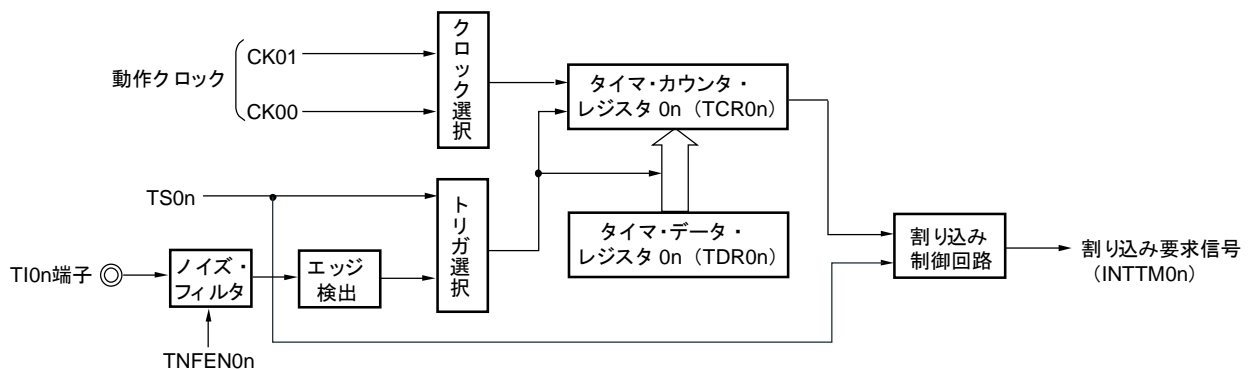 動作クロック
CK01
CK00
クロック選択
タイマ・カウンタ・
レジスタ 0n（TCR0n）
TS0n
トリガ選択
タイマ・データ・
レジスタ 0n（TDR0n）
TI0n端子
ノイズ・
フィルタ
エッジ
検出
TNFEN0n
割り込み
制御回路
割り込み要求信号
（INTTM0n）